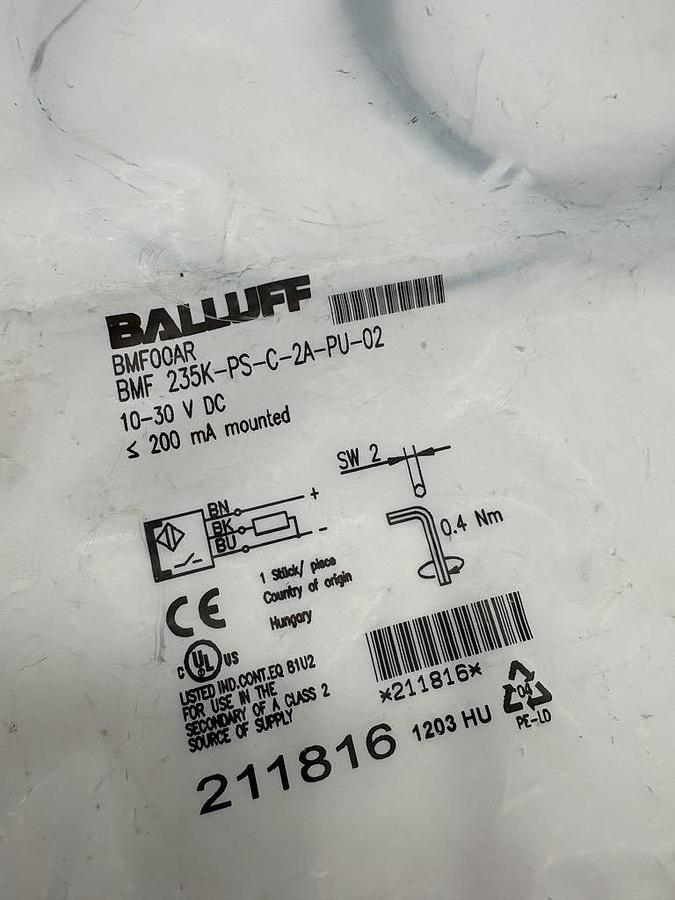 BALLUFF
BMF00AR
BMF 235K-PS-C-2A-PU-02
10-30 V DC
≤ 200 mA mounted
SW 2
BN
+
BK
-
BU
0.4 Nm
1 Stück/ piece
Country of origin
Hungary
CE
C UL US
LISTED IND.CONT.EQ 81U2
FOR USE IN THE
SECONDARY OF A CLASS 2
SOURCE OF SUPPLY
*211816*
04
PE-LD
211816 1203 HU